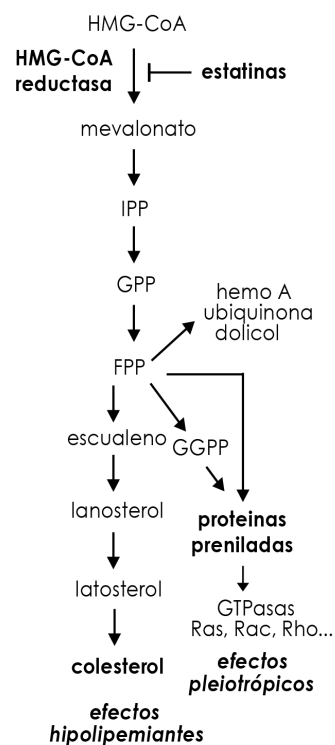 HMG-CoA
HMG-CoA
reductasa
estatinas
mevalonato
IPP
GPP
hemo A
ubiquinona
dolicol
FPP
escualeno
GGPP
lanosterol
proteinas
preniladas
latosterol
GTPasas
Ras, Rac, Rho...
colesterol
efectos
pleiotrópicos
efectos
hipolipemiantes